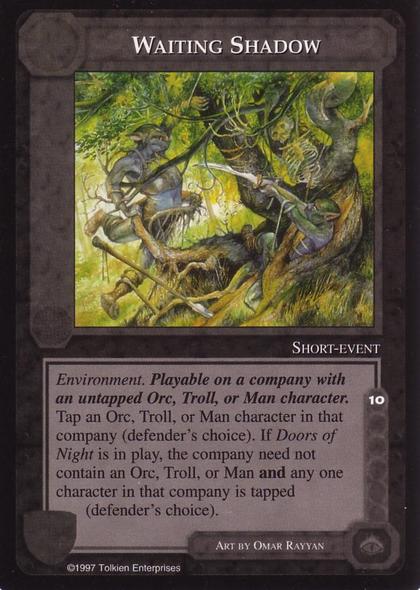 WAITING SHADOW
SHORT-EVENT
Environment. Playable on a company with
an untapped Orc, Troll, or Man character.
Tap an Orc, Troll, or Man character in that
company (defender's choice). If Doors of
Night is in play, the company need not
contain an Orc, Troll, or Man and any one
character in that company is tapped
(defender's choice).
10
ART BY OMAR RAYYAN
©1997 Tolkien Enterprises